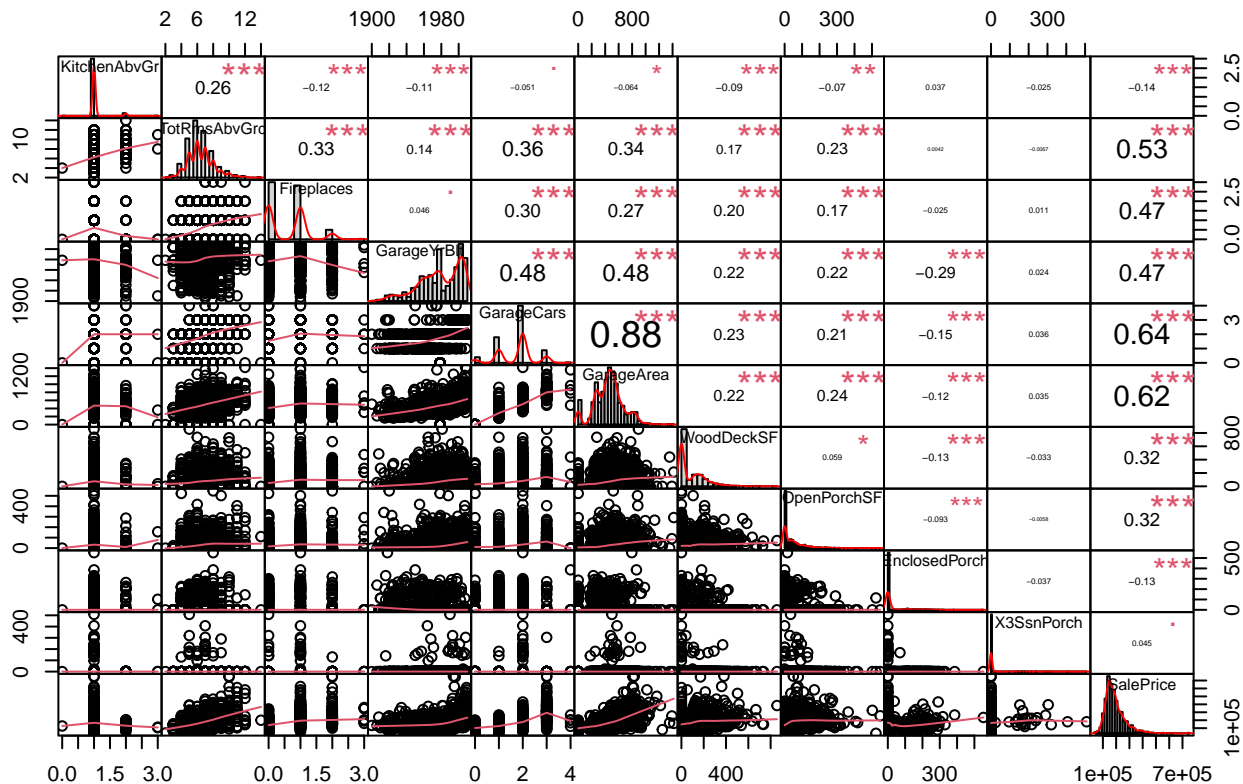 2 6 12 1900 1980 0 800 0 400 0 300
KitchenAbvGr 0.26 *** −0.12 *** −0.11 *** −0.051 . −0.064 * −0.09 *** −0.07 ** 0.037 −0.025 −0.14 *** 0.0 2.5
2 10 TotRmsAbvGrd 0.33 *** 0.14 *** 0.36 *** 0.34 *** 0.17 *** 0.23 *** 0.0042 −0.0067 0.53 ***
Fireplaces 0.046 . 0.30 *** 0.27 *** 0.20 *** 0.17 *** −0.025 0.011 0.47 *** 0.0 2.5
1900 GarageYrBlt 0.48 *** 0.48 *** 0.22 *** 0.22 *** −0.29 *** 0.024 0.47 ***
GarageCars 0.88 *** 0.23 *** 0.21 *** −0.15 *** 0.036 0.64 *** 0 3
0 1200 GarageArea 0.22 *** 0.24 *** −0.12 *** 0.035 0.62 ***
WoodDeckSF 0.059 * −0.13 *** −0.033 0.32 *** 0 800
0 400 OpenPorchSF −0.093 *** −0.0058 0.32 ***
EnclosedPorch −0.037 −0.13 *** 0 500
0 400 X3SsnPorch 0.045 .
SalePrice 1e+05
0.0 1.5 3.0 0.0 1.5 3.0 0 2 4 0 400 0 300 1e+05 7e+05